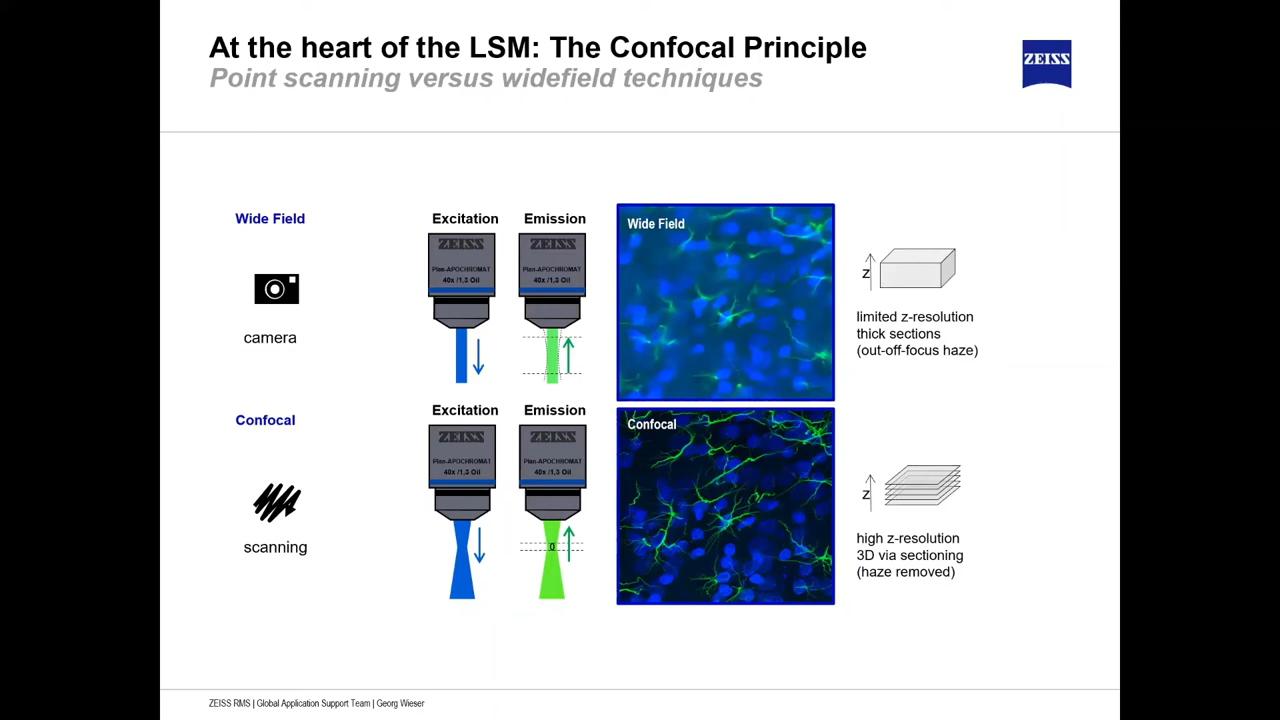 At the heart of the LSM: The Confocal Principle
Point scanning versus widefield techniques
ZEISS
Wide Field
camera
Excitation
Emission
ZEISS
Plan-APOCHROMAT
40x /1,3 Oil
ZEISS
Plan-APOCHROMAT
40x /1,3 Oil
Wide Field
z
limited z-resolution
thick sections
(out-off-focus haze)
Confocal
scanning
Excitation
Emission
ZEISS
Plan-APOCHROMAT
40x /1,3 Oil
ZEISS
Plan-APOCHROMAT
40x /1,3 Oil
0
Confocal
z
high z-resolution
3D via sectioning
(haze removed)
ZEISS RMS | Global Application Support Team | Georg Wieser